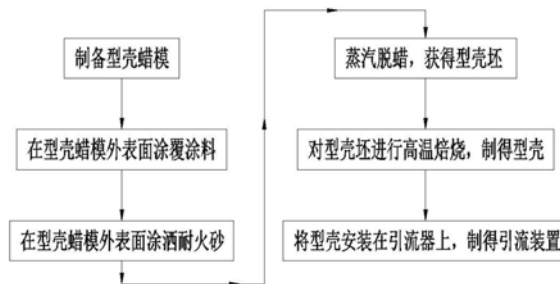 制备型壳蜡模
在型壳蜡模外表面涂覆涂料
在型壳蜡模外表面涂洒耐火砂
蒸汽脱蜡，获得型壳坯
对型壳坯进行高温焙烧，制得型壳
将型壳安装在引流器上，制得引流装置